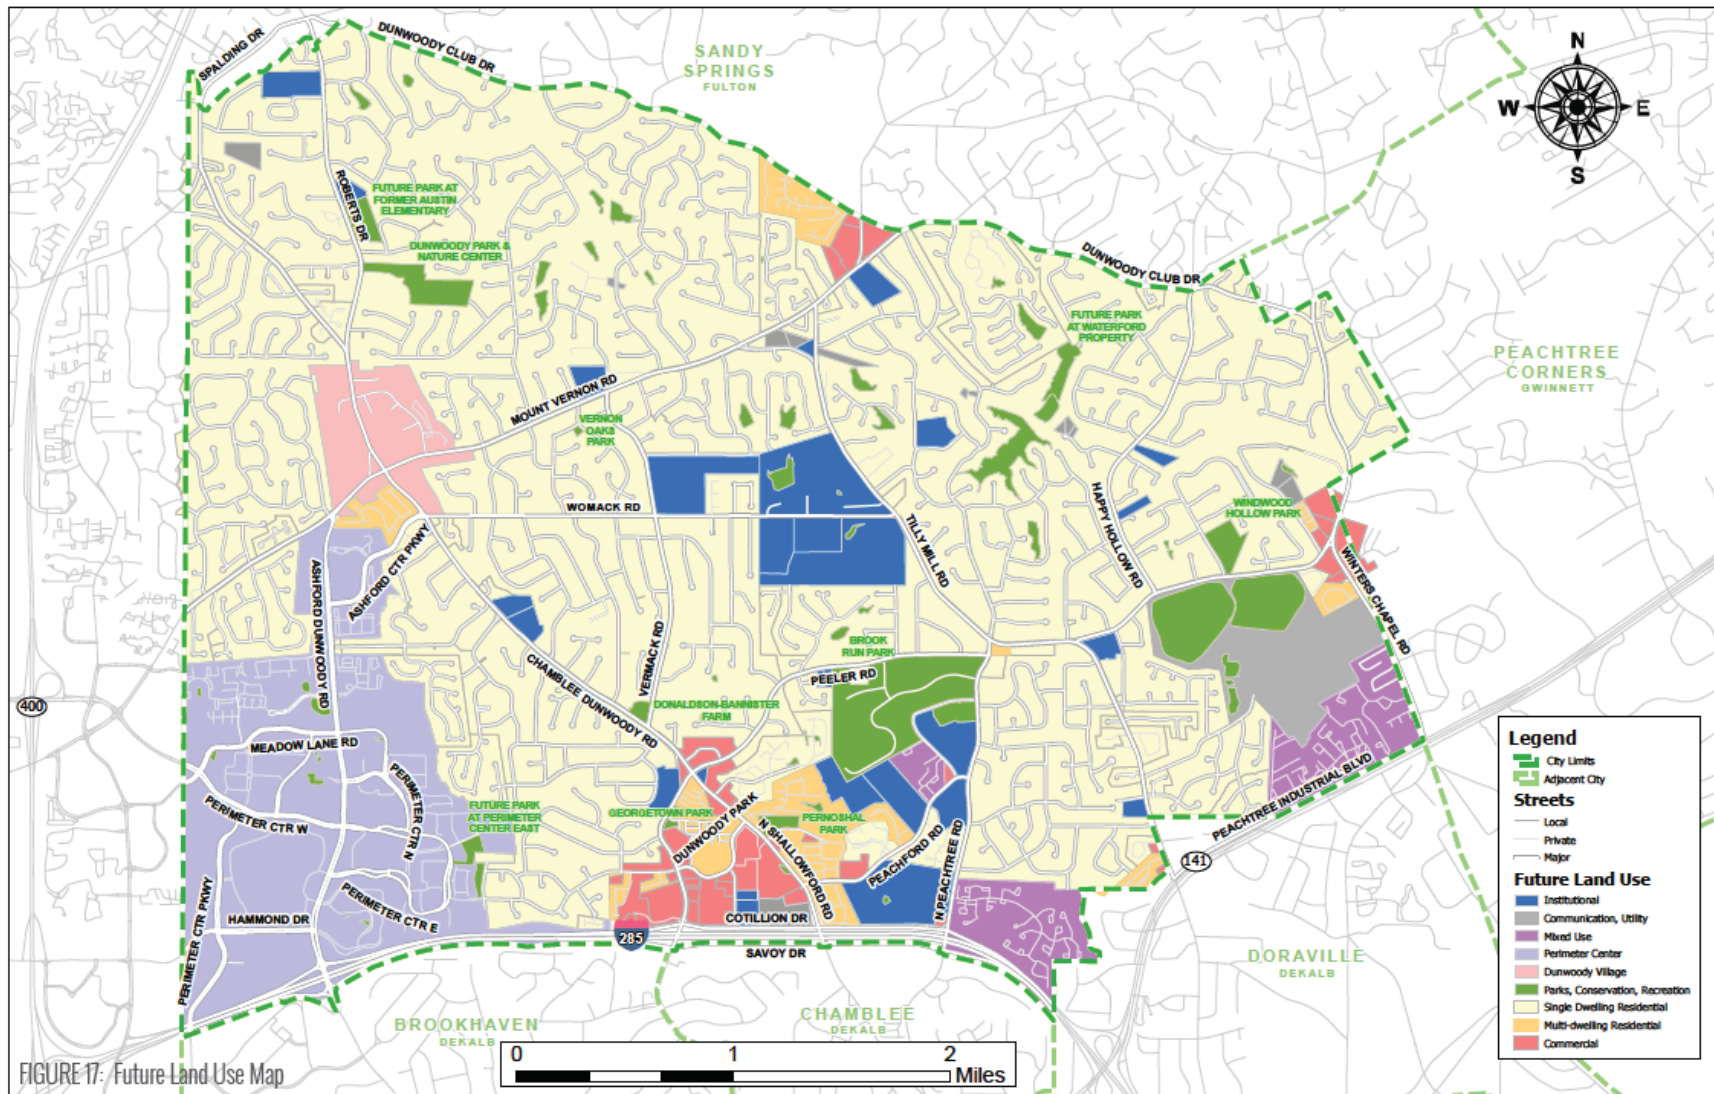 SPALDING DR
DUNWOODY CLUB DR
SANDY
SPRINGS
FULTON
N
W
E
S
ROBERTS DR
FUTURE PARK AT
FORMER AUSTIN
ELEMENTARY
DUNWOODY PARK &
NATURE CENTER
DUNWOODY CLUB DR
FUTURE PARK
AT WATERFORD
PROPERTY
PEACHTREE
CORNERS
GWINNETT
MOUNT VERNON RD
VERNON
OAKS
PARK
WOMACK RD
TILLY MILL RD
HAPPY HOLLOW RD
WINDWOOD
HOLLOW PARK
WINTERS CHAPEL RD
ASHFORD DUNWOODY RD
ASHFORD CTR PKWY
CHAMBLEE DUNWOODY RD
VERMACK RD
BROOK
RUN PARK
PEELER RD
DONALDSON-BANNISTER
FARM
400
MEADOW LANE RD
PERIMETER CTR W
PERIMETER CTR N
FUTURE PARK
AT PERIMETER
CENTER EAST
GEORGETOWN PARK
DUNWOODY PARK
N SHALLOWFORD RD
PERNOSHAL
PARK
PEACHFORD RD
N PEACHTREE RD
PEACHTREE INDUSTRIAL BLVD
141
PERIMETER CTR PKWY
HAMMOND DR
PERIMETER CTR E
285
COTILLION DR
SAVOY DR
BROOKHAVEN
DEKALB
CHAMBLEE
DEKALB
DORAVILLE
DEKALB
Legend
City Limits
Adjacent City
Streets
Local
Private
Major
Future Land Use
Institutional
Communication, Utility
Mixed Use
Perimeter Center
Dunwoody Village
Parks, Conservation, Recreation
Single Dwelling Residential
Multi-dwelling Residential
Commercial
0 1 2
Miles
FIGURE 17: Future Land Use Map